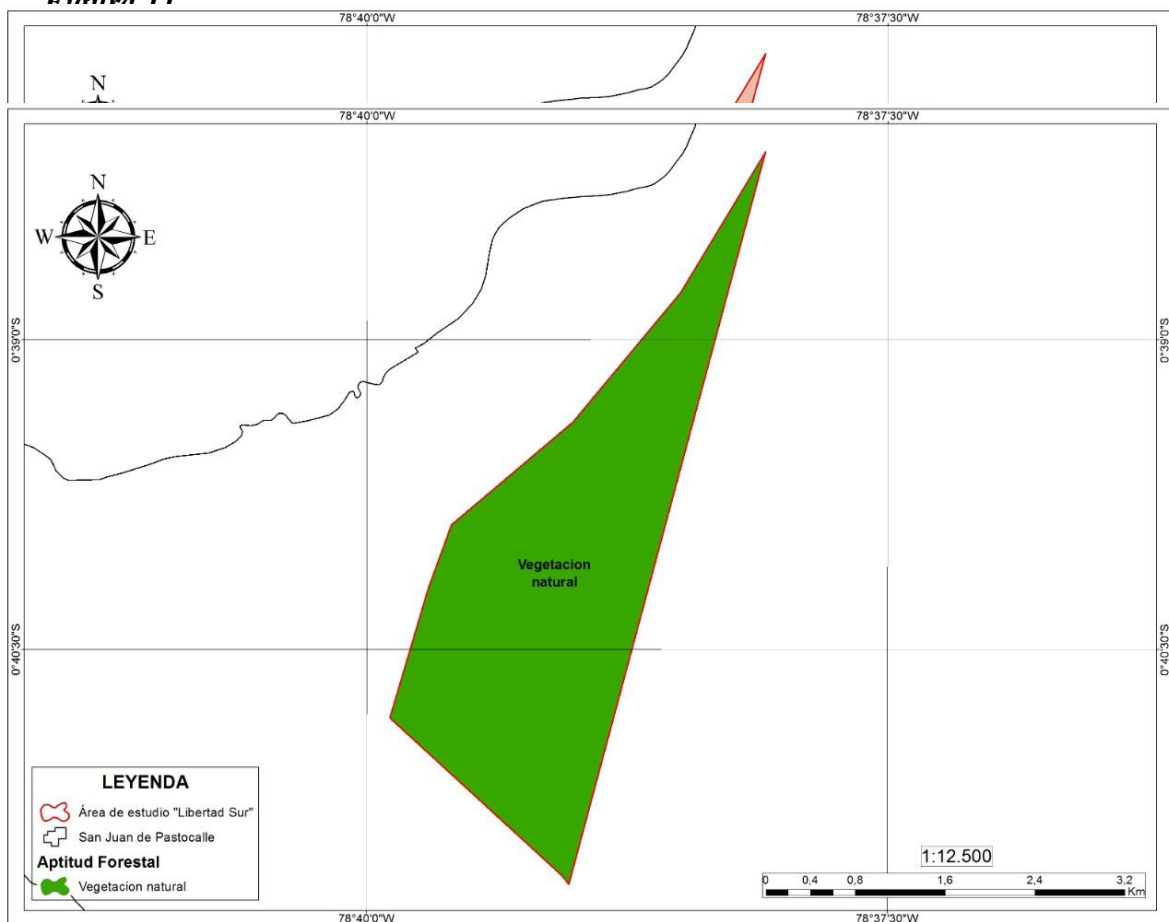 78°40'0"W
78°37'30"W
N
78°40'0"W
78°37'30"W
N
W
E
S
0°39'0"S
0°39'0"S
Vegetacion
natural
0°40'30"S
0°40'30"S
LEYENDA
Área de estudio "Libertad Sur"
San Juan de Pastocalle
Aptitud Forestal
Vegetacion natural
1:12.500
0 0,4 0,8 1,6 2,4 3,2
Km
78°40'0"W
78°37'30"W